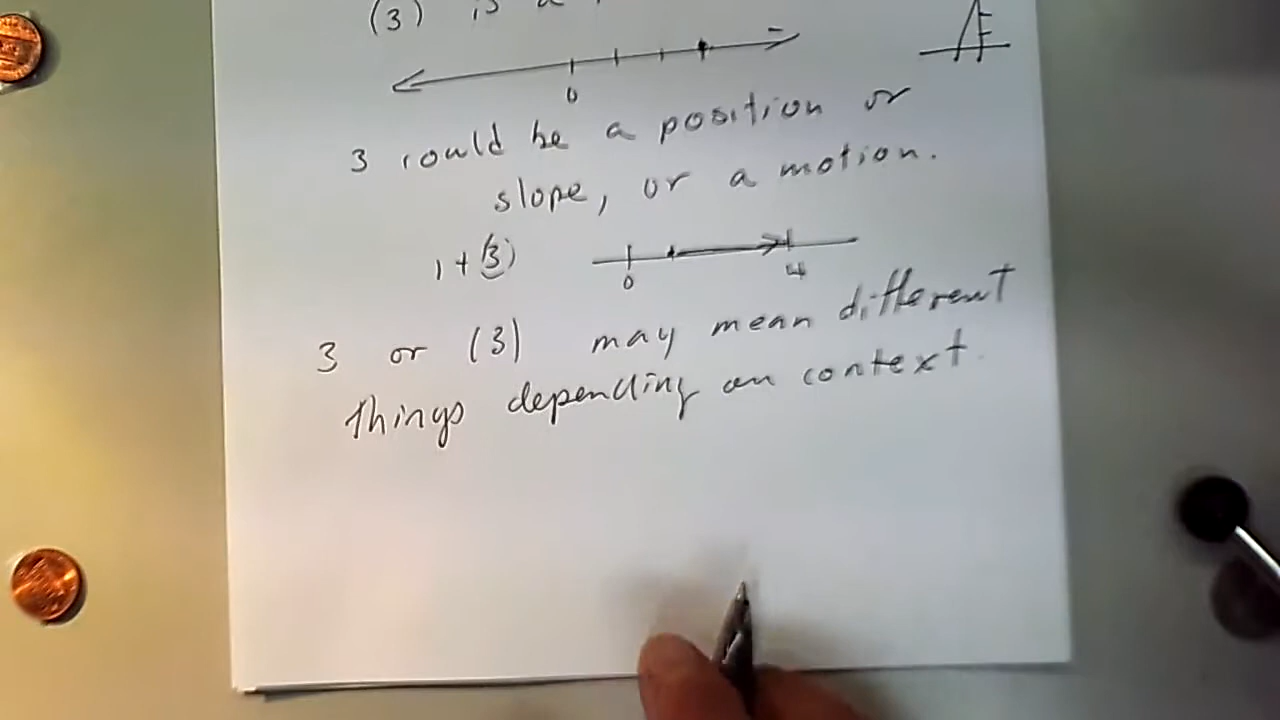 (3) is a
0
3 could be a position or
slope, or a motion.
1 + (3)
0 4
3 or (3) may mean different
things depending on context.